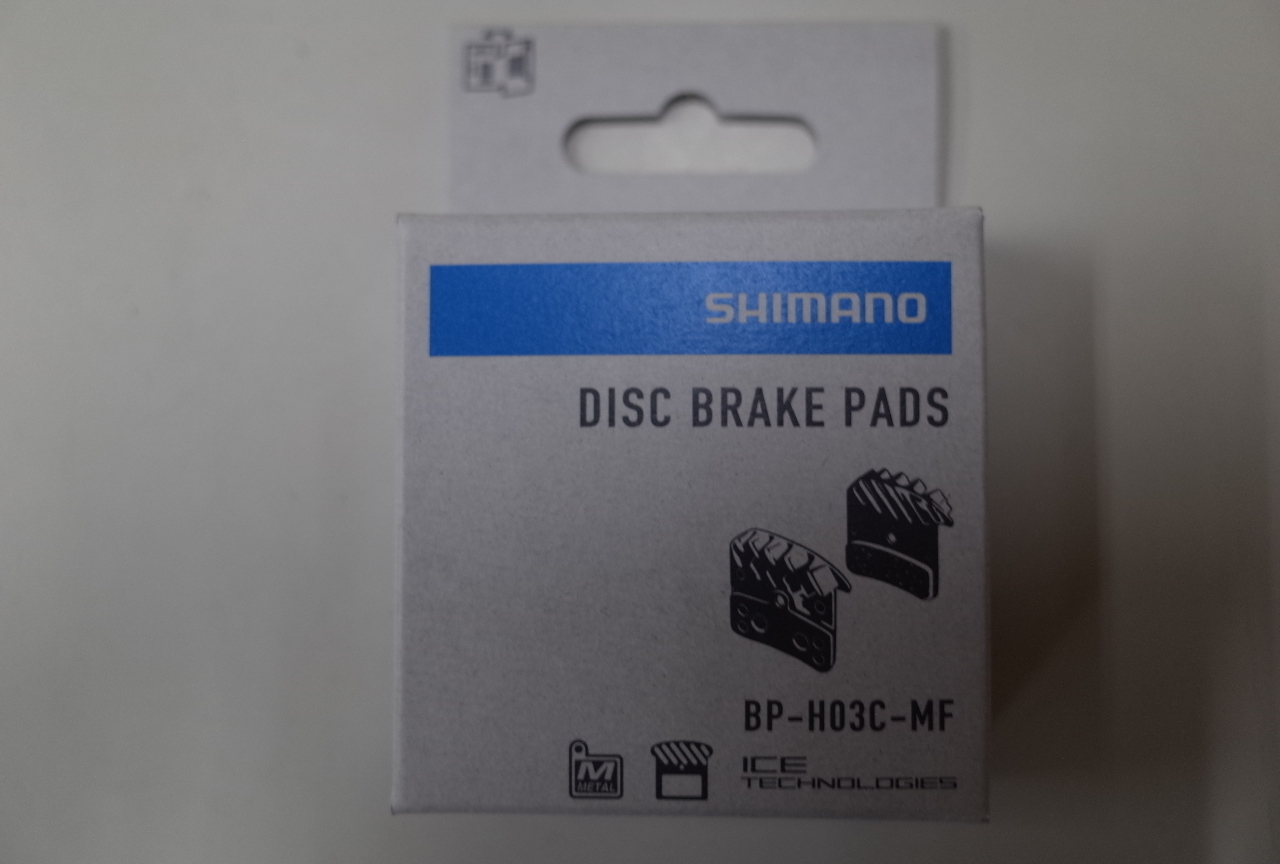 SHIMANO
DISC BRAKE PADS
BP-H03C-MF
M
METAL
ICE
TECHNOLOGIES